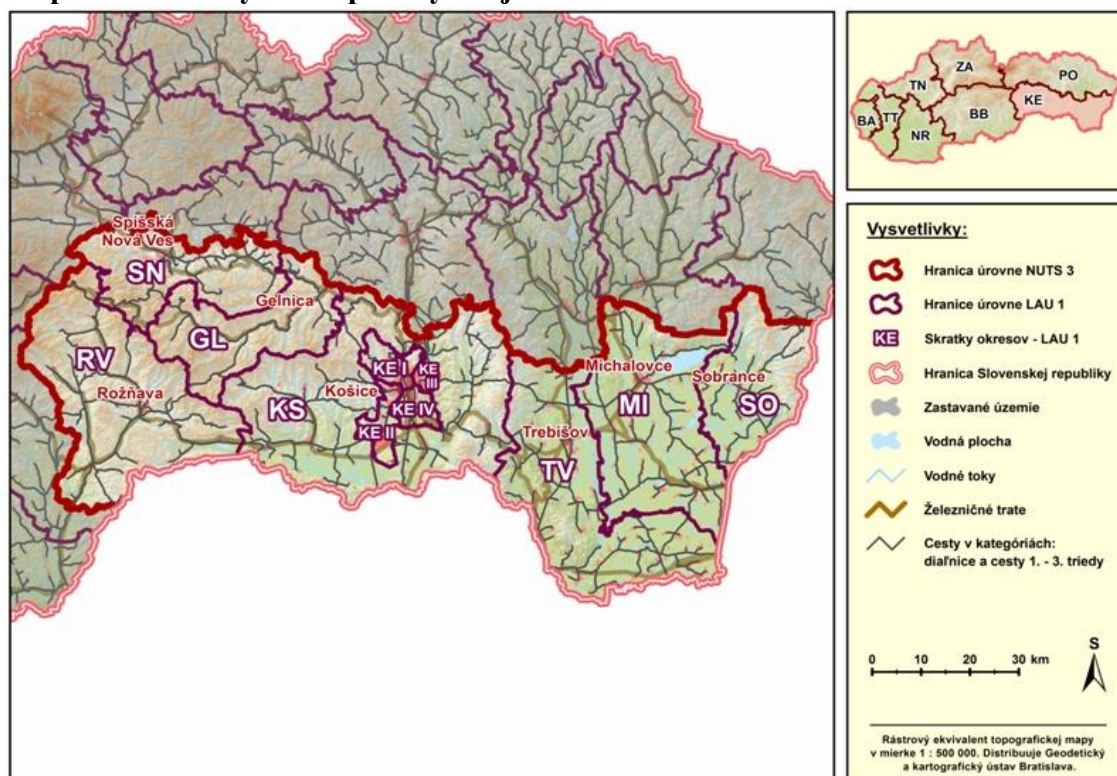 Spišská
Nová Ves
SN
Gelnica
GL
RV
Rožňava
KS
Košice
KE I
KE
III
KE IV
KE II
Michalovce
Sobrance
MI
SO
Trebišov
TV
ZA
PO
TN
KE
BA
TT
BB
NR
Vysvetlivky:
Hranica úrovne NUTS 3
Hranice úrovne LAU 1
KE Skratky okresov - LAU 1
Hranica Slovenskej republiky
Zastavané územie
Vodná plocha
Vodné toky
Železničné trate
Cesty v kategóriách:
diaľnice a cesty 1. - 3. triedy
S
0 10 20 30 km
Rástrový ekvivalent topografickej mapy
v mierke 1 : 500 000. Distribuuje Geodetický
a kartografický ústav Bratislava.